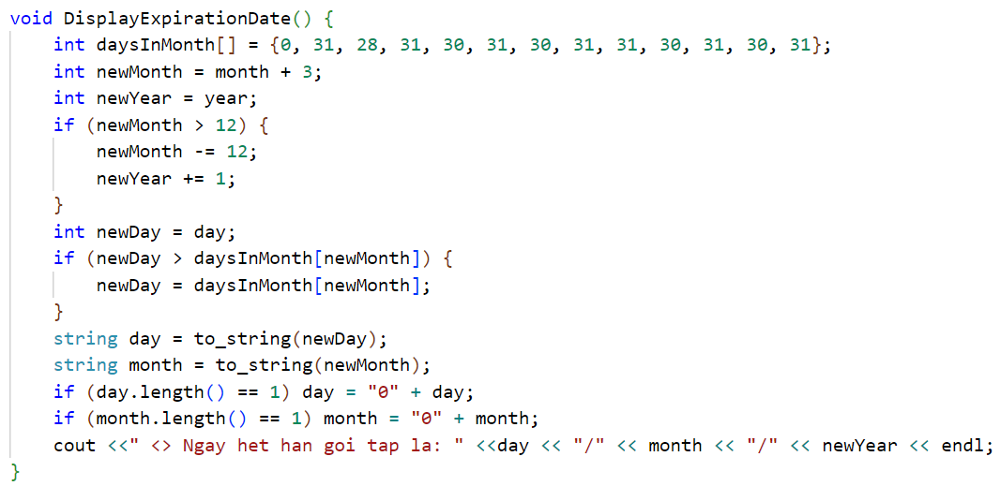 void DisplayExpirationDate() {
    int daysInMonth[] = {0, 31, 28, 31, 30, 31, 30, 31, 31, 30, 31, 30, 31};
    int newMonth = month + 3;
    int newYear = year;
    if (newMonth > 12) {
        newMonth -= 12;
        newYear += 1;
    }
    int newDay = day;
    if (newDay > daysInMonth[newMonth]) {
        newDay = daysInMonth[newMonth];
    }
    string day = to_string(newDay);
    string month = to_string(newMonth);
    if (day.length() == 1) day = "0" + day;
    if (month.length() == 1) month = "0" + month;
    cout <<" <> Ngay het han goi tap la: " <<day << "/" << month << "/" << newYear << endl;
}